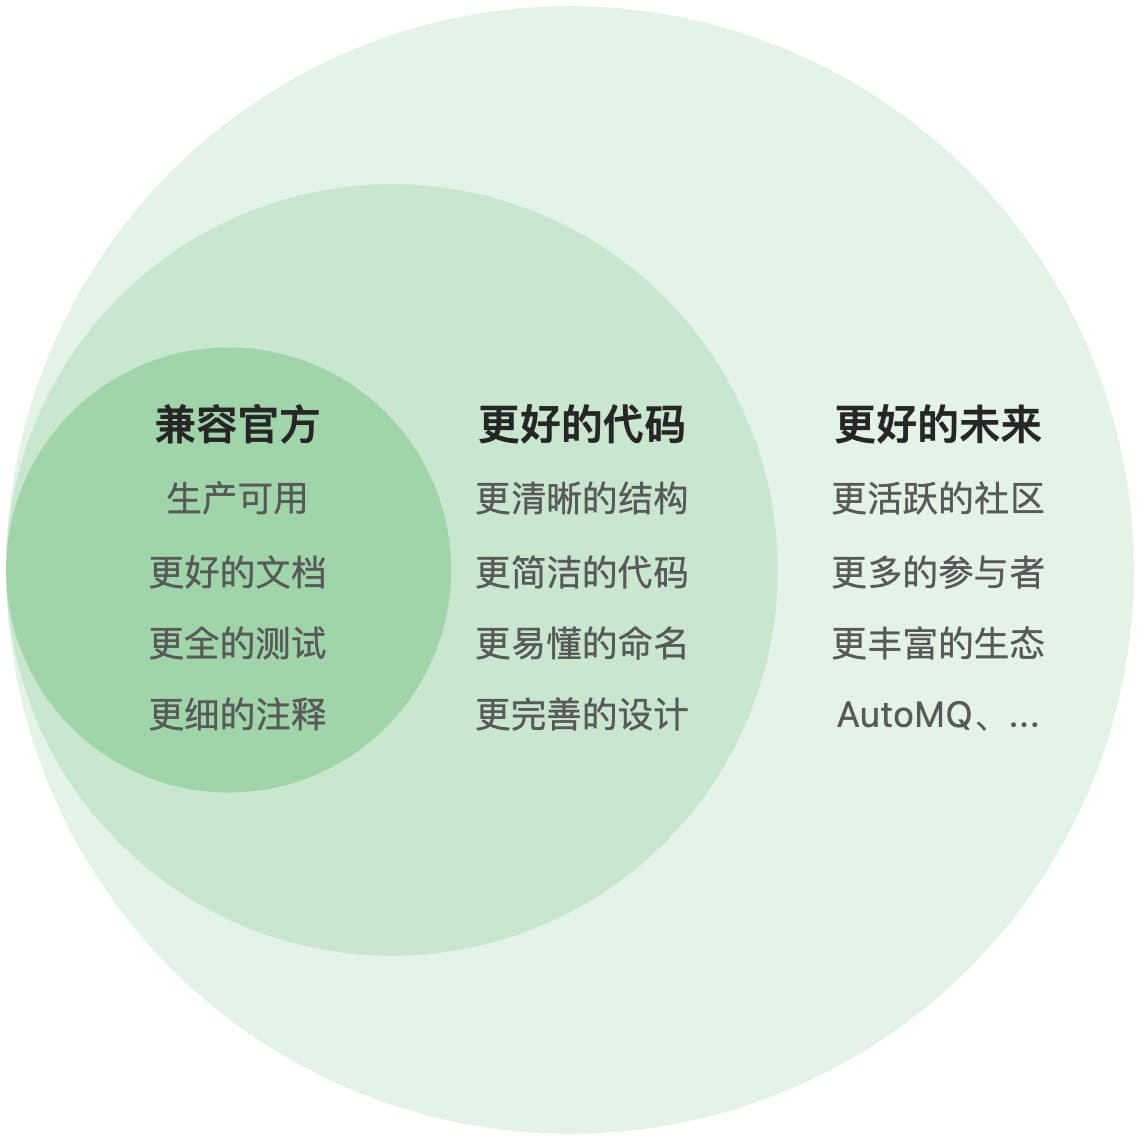 兼容官方
生产可用
更好的文档
更全的测试
更细的注释
更好的代码
更清晰的结构
更简洁的代码
更易懂的命名
更完善的设计
更好的未来
更活跃的社区
更多的参与者
更丰富的生态
AutoMQ、...